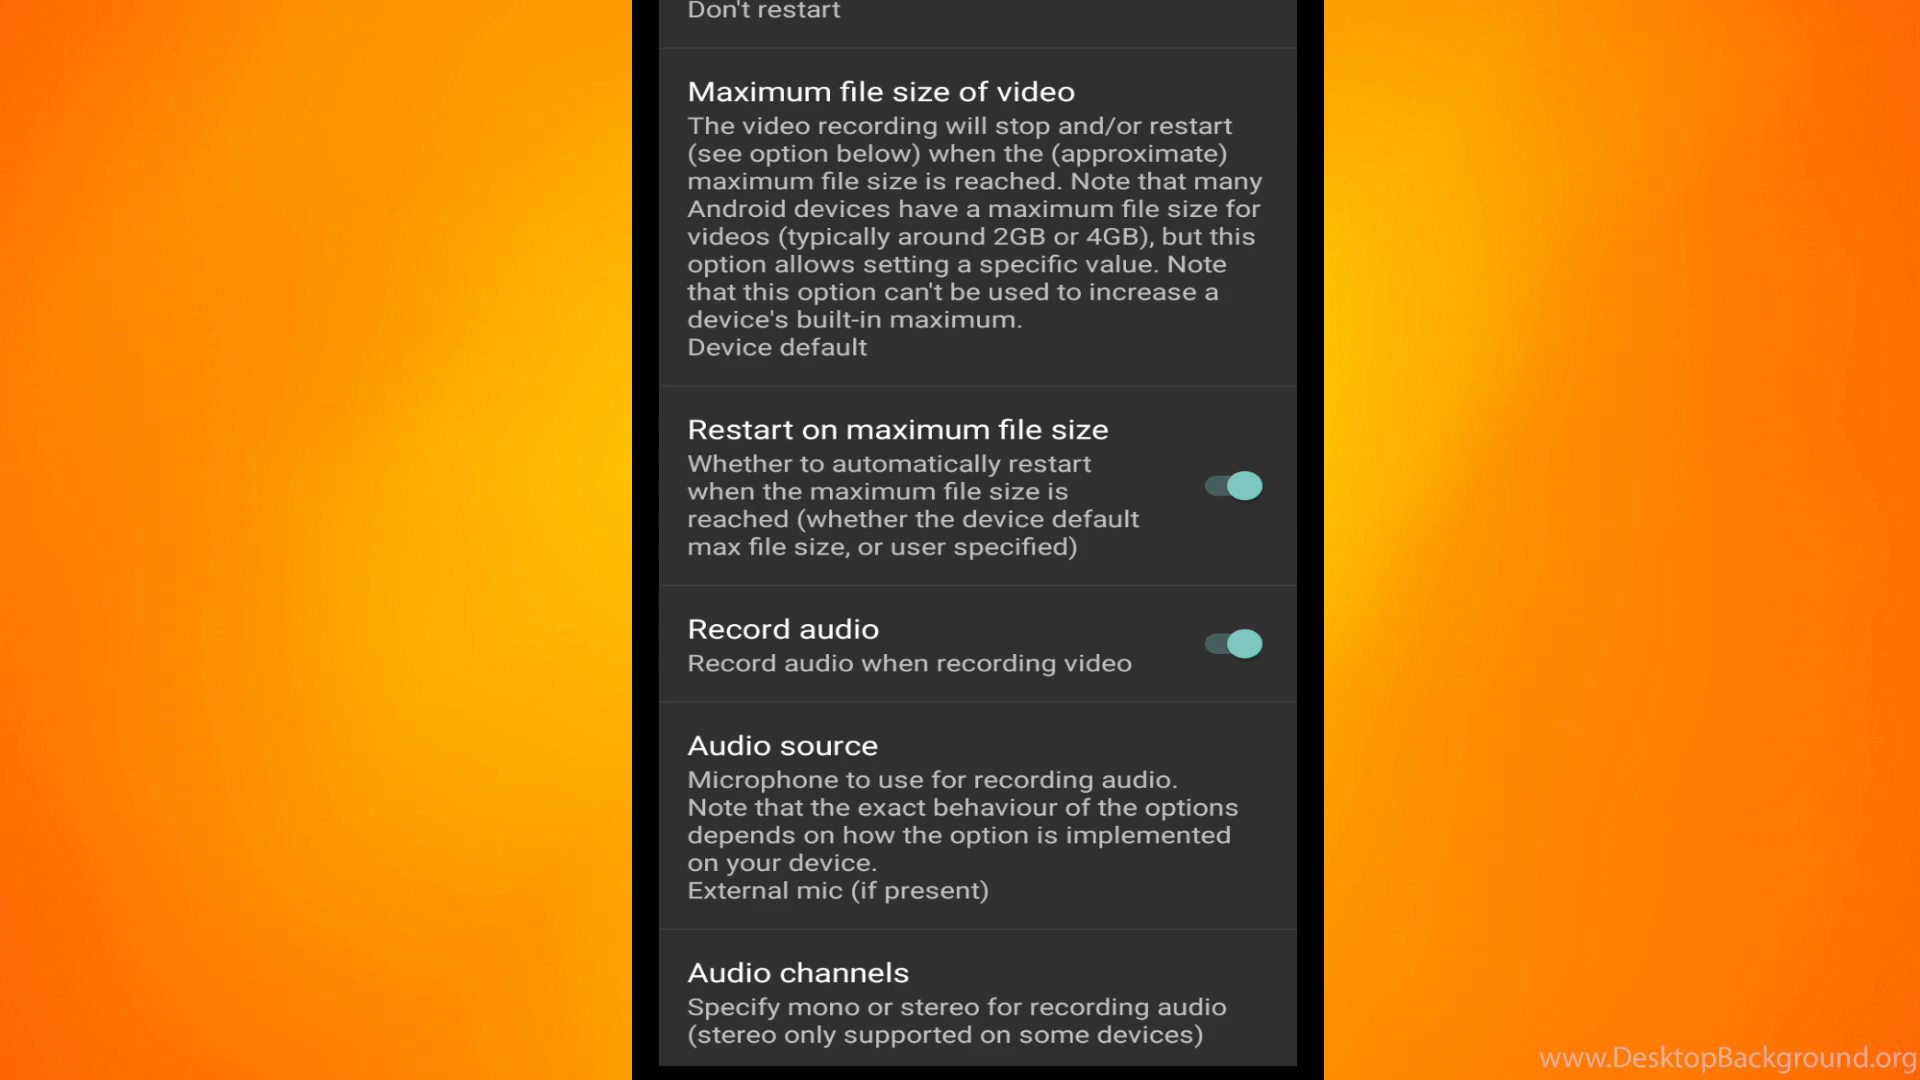 Don't restart
Maximum file size of video
The video recording will stop and/or restart
(see option below) when the (approximate)
maximum file size is reached. Note that many
Android devices have a maximum file size for
videos (typically around 2GB or 4GB), but this
option allows setting a specific value. Note
that this option can't be used to increase a
device's built-in maximum.
Device default
Restart on maximum file size
Whether to automatically restart
when the maximum file size is
reached (whether the device default
max file size, or user specified)
Record audio
Record audio when recording video
Audio source
Microphone to use for recording audio.
Note that the exact behaviour of the options
depends on how the option is implemented
on your device.
External mic (if present)
Audio channels
Specify mono or stereo for recording audio
(stereo only supported on some devices)
www.DesktopBackground.org